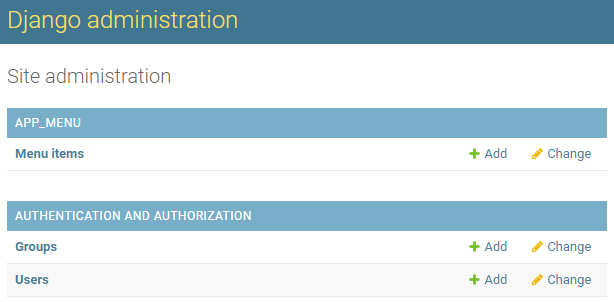 Django administration
Site administration
APP_MENU
Menu items Add Change
AUTHENTICATION AND AUTHORIZATION
Groups Add Change
Users Add Change